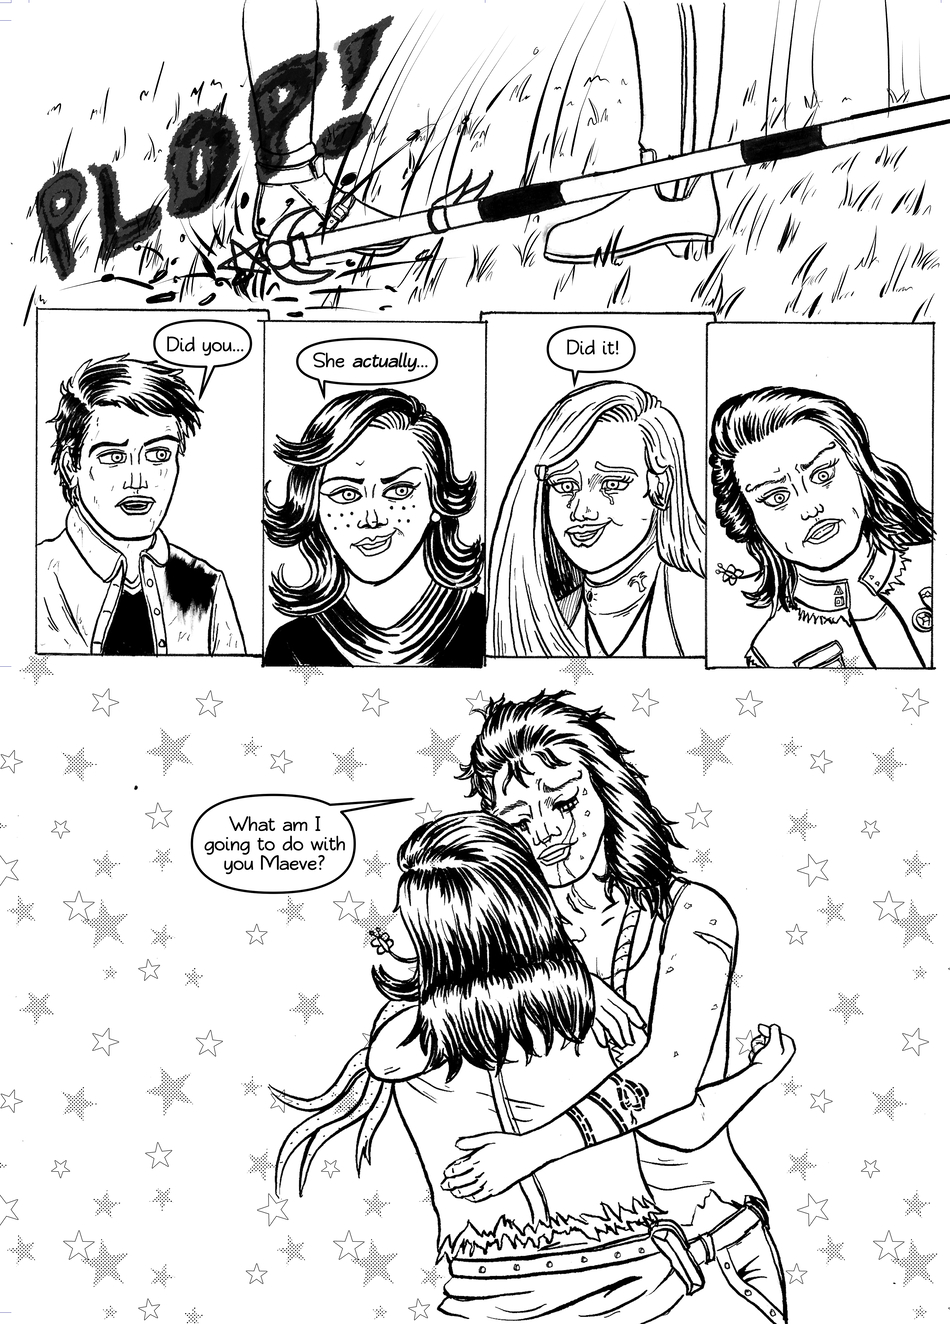 PLOP!
Did you...
She actually...
Did it!
What am I
going to do with
you Maeve?